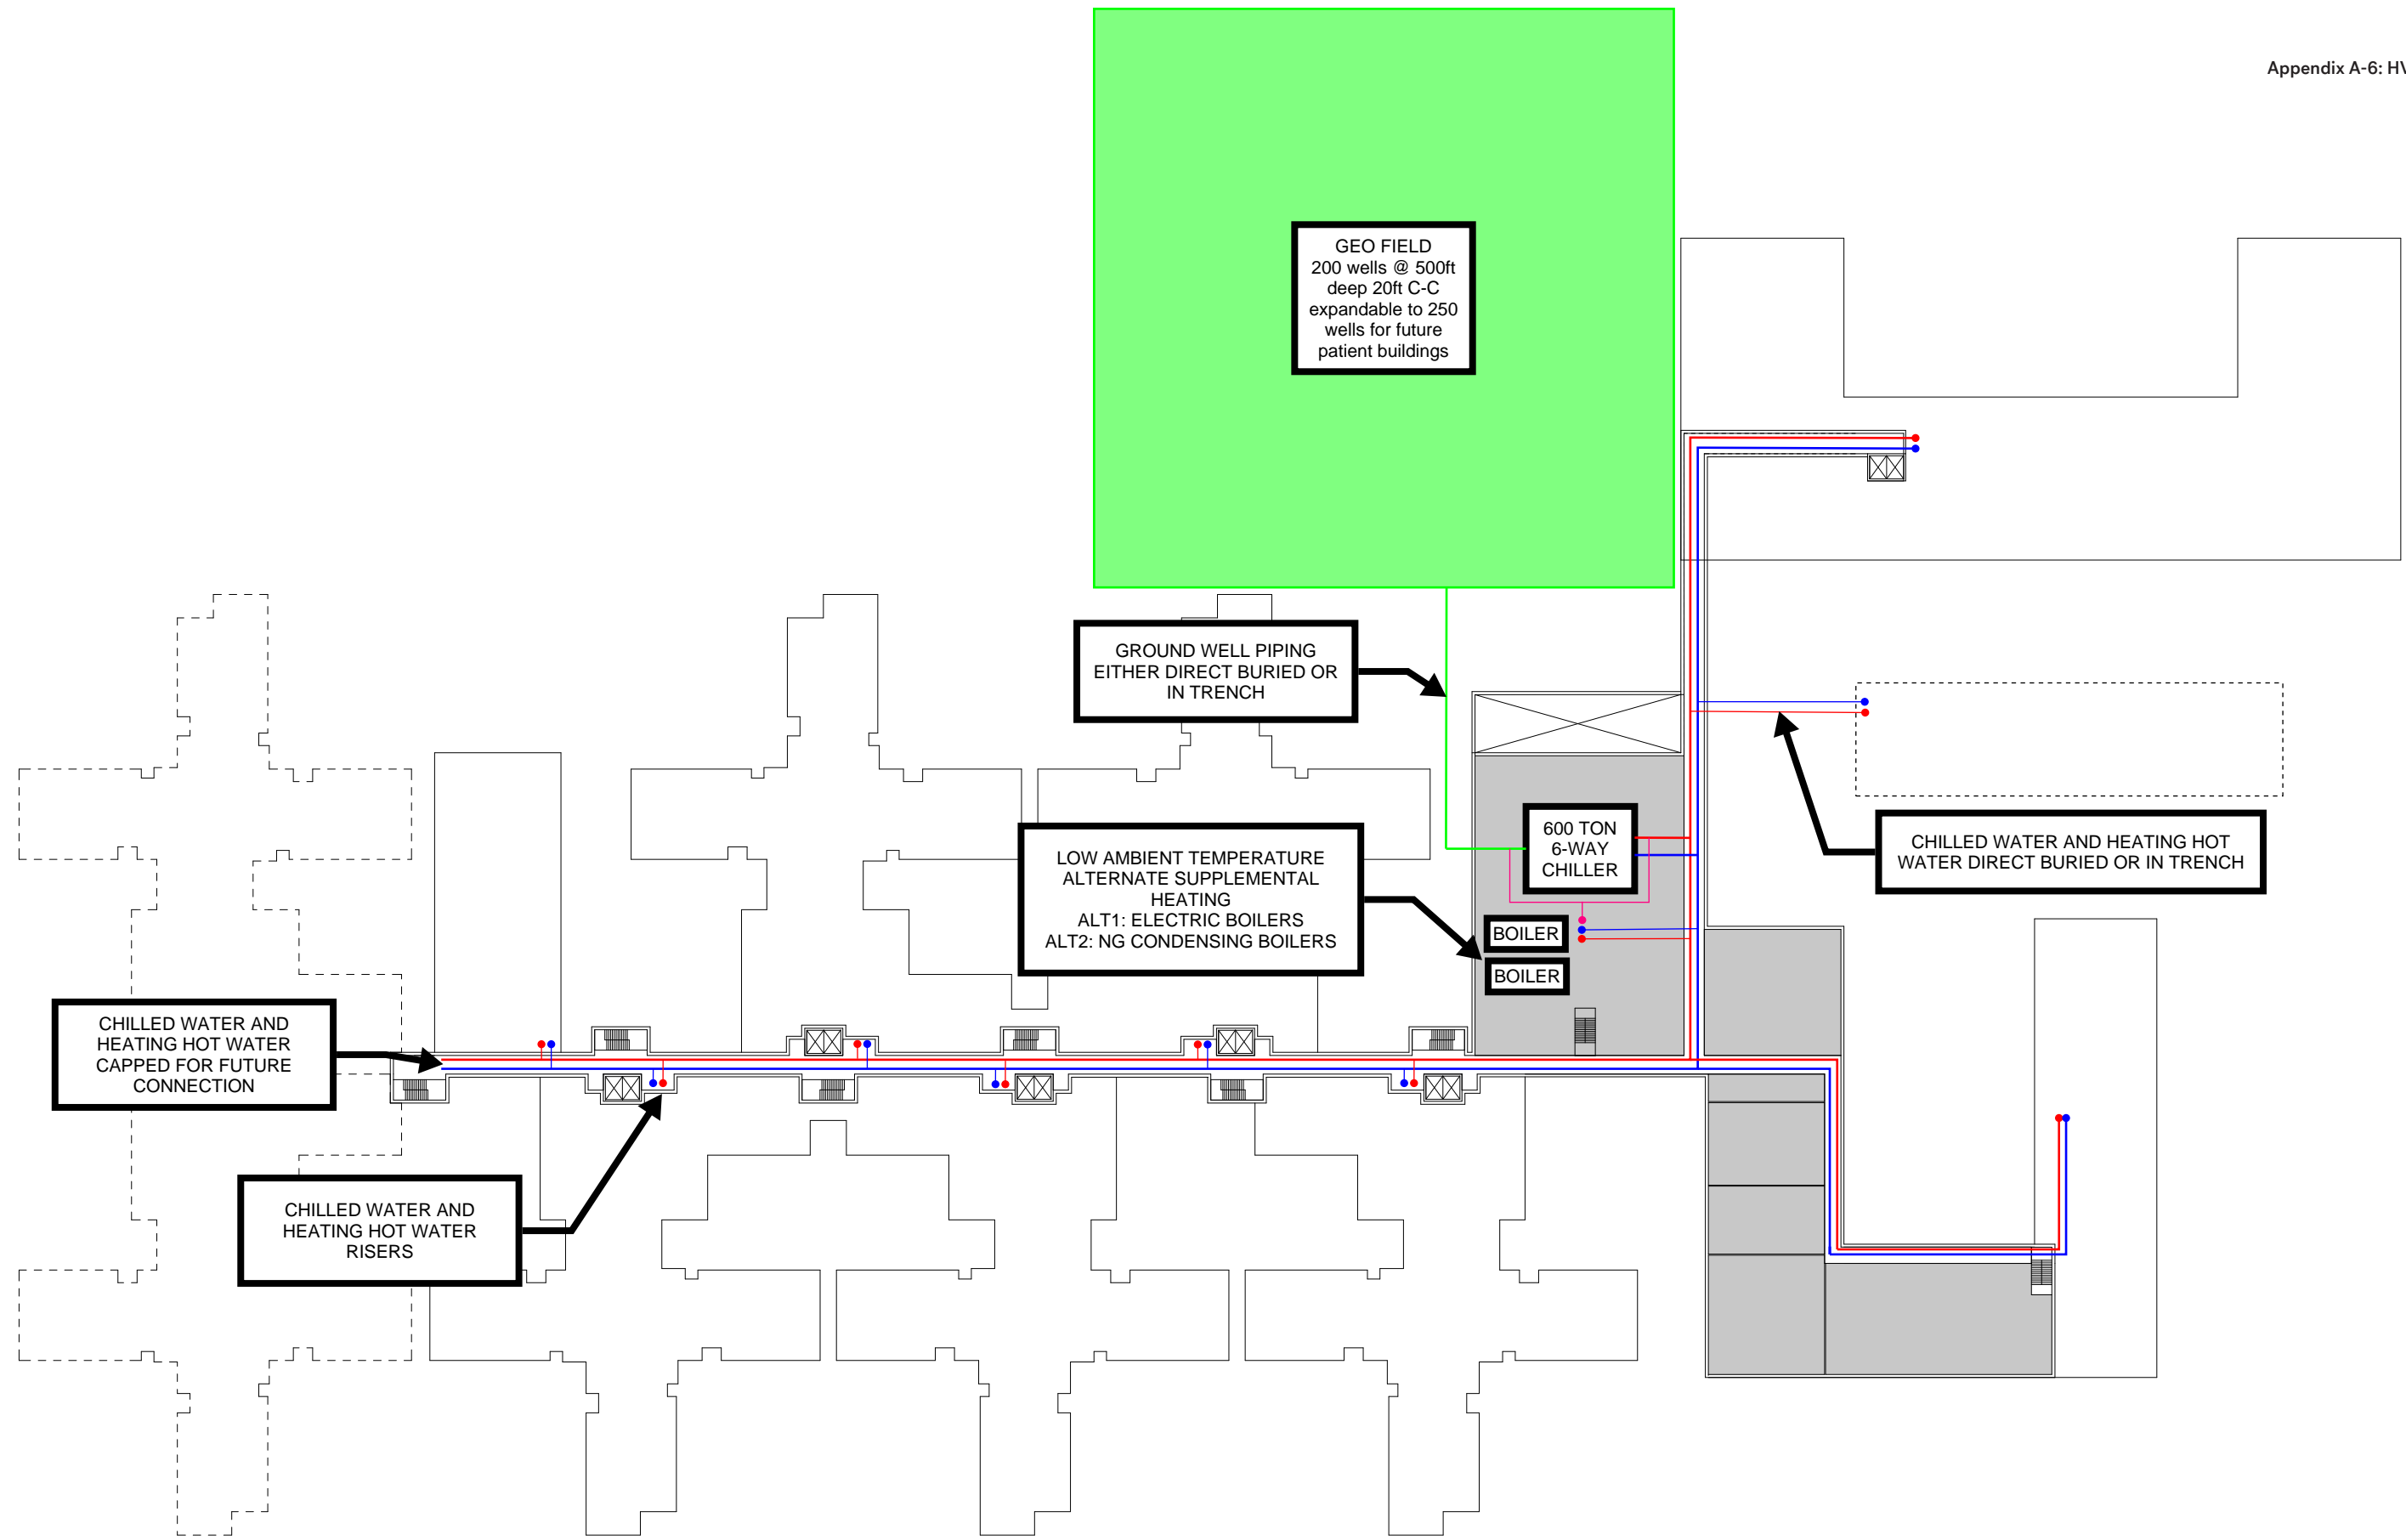 Appendix A-6: HV
GEO FIELD
200 wells @ 500ft
deep 20ft C-C
expandable to 250
wells for future
patient buildings
GROUND WELL PIPING
EITHER DIRECT BURIED OR
IN TRENCH
600 TON
6-WAY
CHILLER
CHILLED WATER AND HEATING HOT
WATER DIRECT BURIED OR IN TRENCH
LOW AMBIENT TEMPERATURE
ALTERNATE SUPPLEMENTAL
HEATING
ALT1: ELECTRIC BOILERS
ALT2: NG CONDENSING BOILERS
BOILER
BOILER
CHILLED WATER AND
HEATING HOT WATER
CAPPED FOR FUTURE
CONNECTION
CHILLED WATER AND
HEATING HOT WATER
RISERS